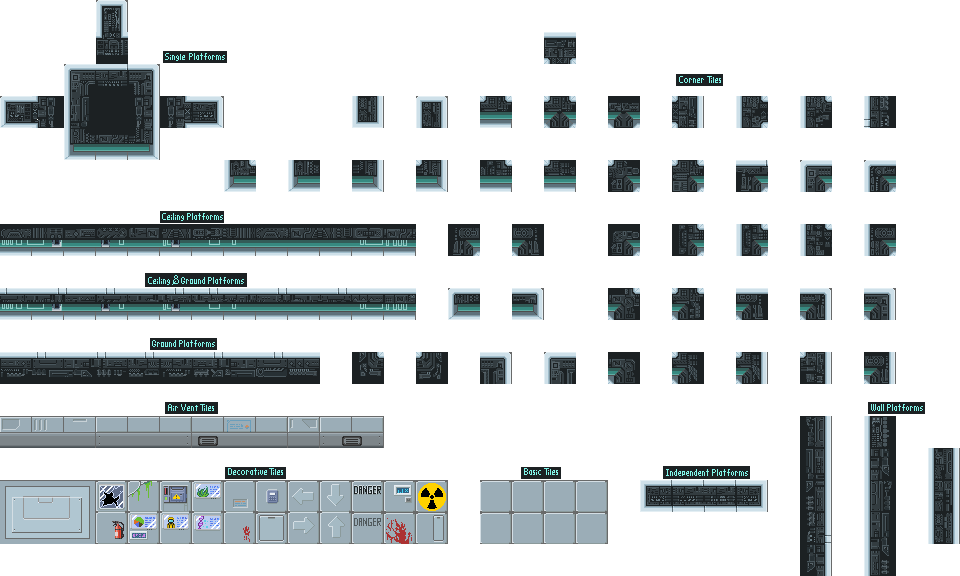 Single Platforms
Corner Tiles
Ceiling Platforms
Ceiling & Ground Platforms
Ground Platforms
Air Vent Tiles
Wall Platforms
Decorative Tiles
Basic Tiles
Independent Platforms
DANGER
DANGER